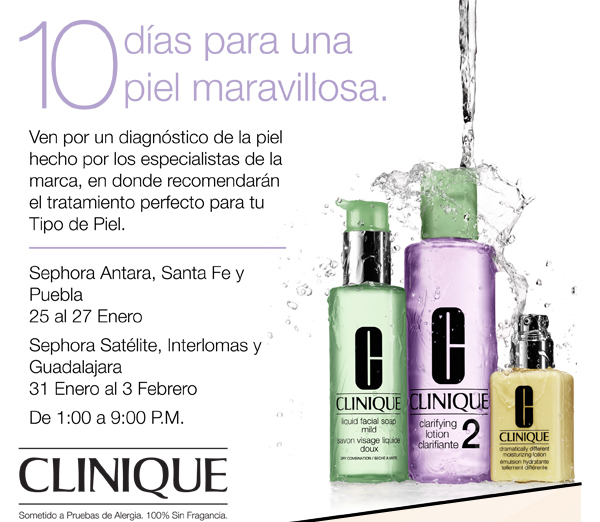 10 días para una
piel maravillosa.
Ven por un diagnóstico de la piel
hecho por los especialistas de la
marca, en donde recomendarán
el tratamiento perfecto para tu
Tipo de Piel.
Sephora Antara, Santa Fe y
Puebla
25 al 27 Enero
Sephora Satélite, Interlomas y
Guadalajara
31 Enero al 3 Febrero
De 1:00 a 9:00 P.M.
CLINIQUE
Sometido a Pruebas de Alergia. 100% Sin Fragancia.
C
CLINIQUE
liquid facial soap
mild
savon visage liquide
doux
DRY COMBINATION / SÈCHE À MIXTE
C
CLINIQUE
clarifying
lotion 2
clarifiante
C
CLINIQUE
dramatically different
moisturizing lotion
émulsion hydratante
tellement différente